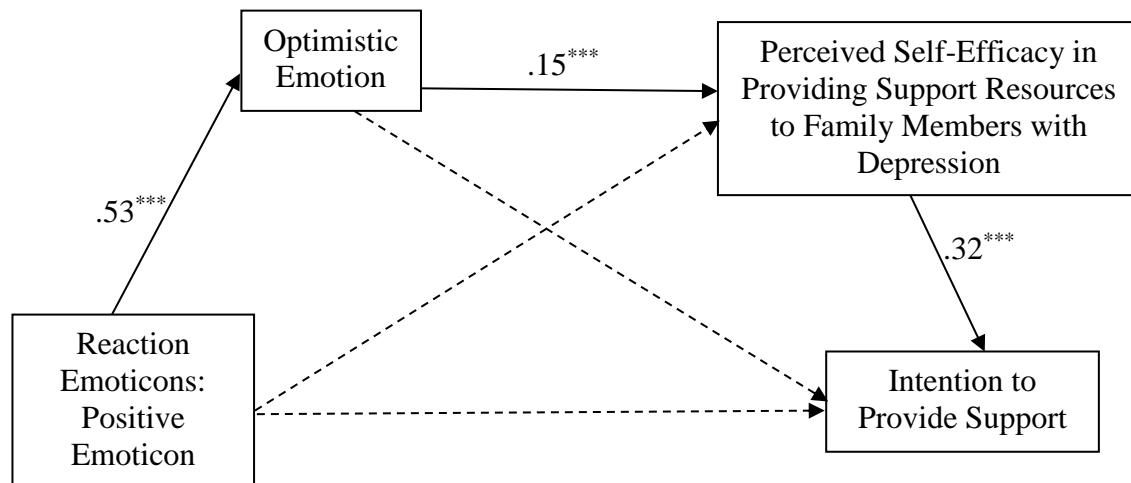 Optimistic
Emotion
.15***
Perceived Self-Efficacy in
Providing Support Resources
to Family Members with
Depression
.53***
.32***
Reaction
Emoticons:
Positive
Emoticon
Intention to
Provide Support